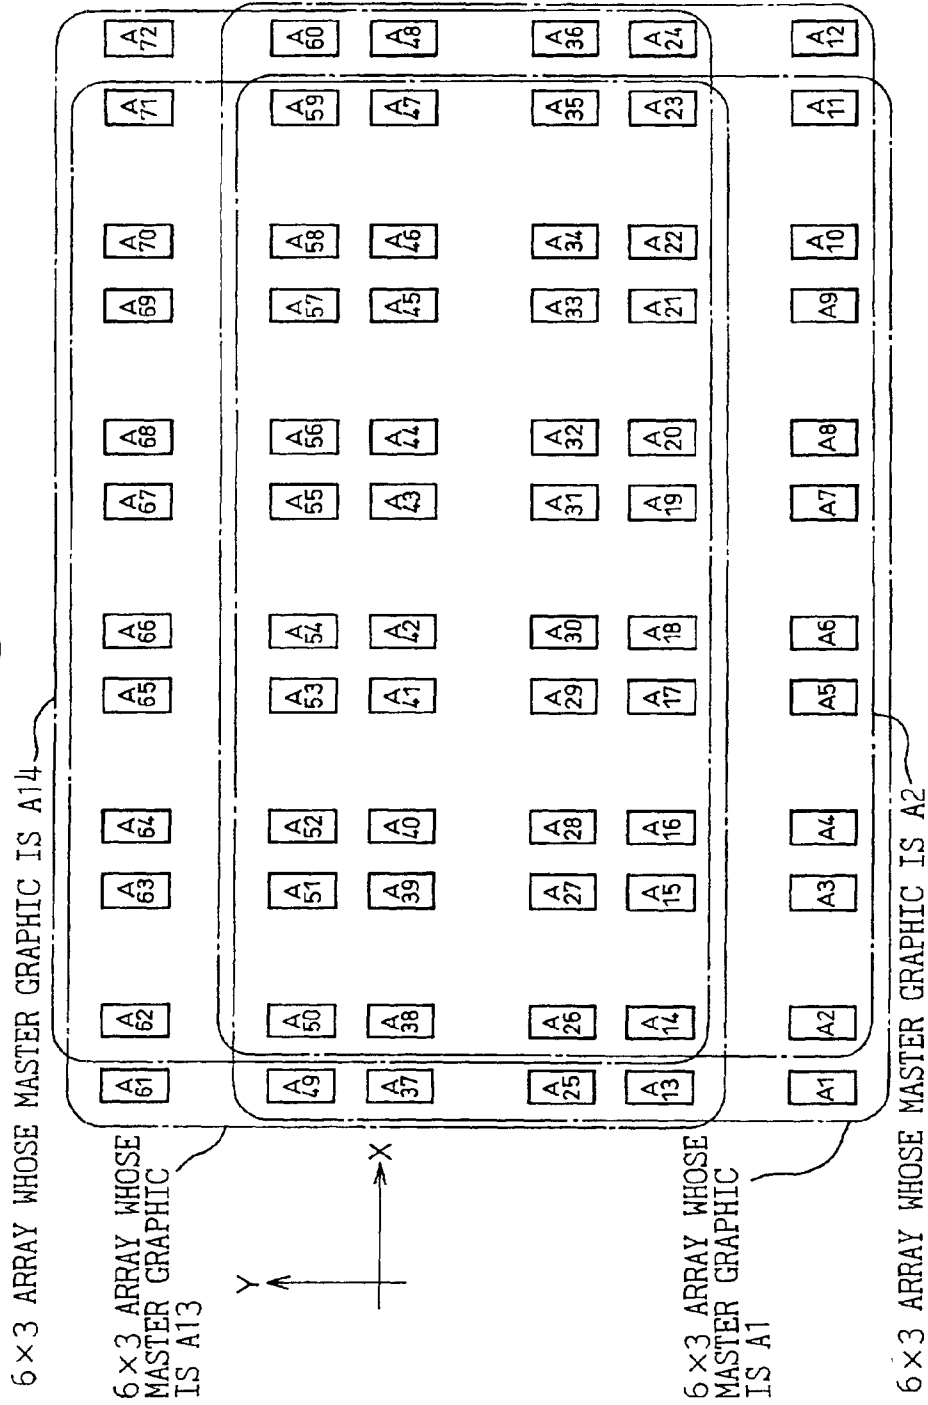 6×3 ARRAY WHOSE MASTER GRAPHIC IS A14
6×3 ARRAY WHOSE
MASTER GRAPHIC
IS A13
A61 A62 A63 A64 A65 A66 A67 A68 A69 A70 A71 A72
A49 A50 A51 A52 A53 A54 A55 A56 A57 A58 A59 A60
A37 A38 A39 A40 A41 A42 A43 A44 A45 A46 A47 A48
A25 A26 A27 A28 A29 A30 A31 A32 A33 A34 A35 A36
A13 A14 A15 A16 A17 A18 A19 A20 A21 A22 A23 A24
A1 A2 A3 A4 A5 A6 A7 A8 A9 A10 A11 A12
Y
X
6×3 ARRAY WHOSE
MASTER GRAPHIC
IS A1
6×3 ARRAY WHOSE MASTER GRAPHIC IS A2